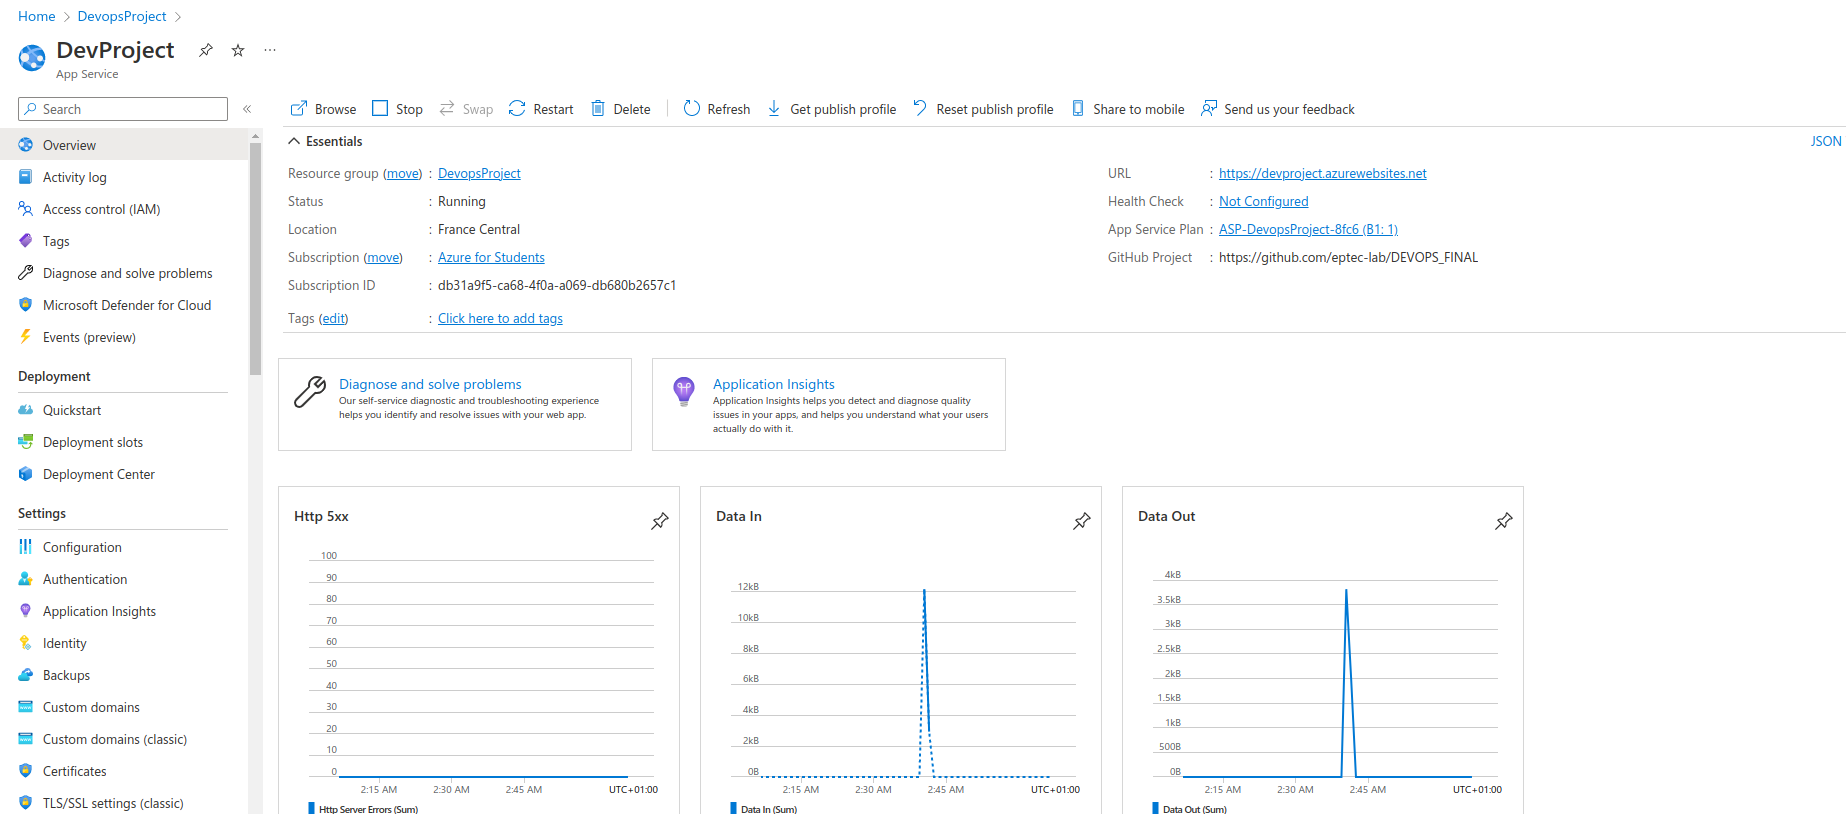 Home > DevopsProject >
DevProject
App Service
Search
«
Overview
Activity log
Access control (IAM)
Tags
Diagnose and solve problems
Microsoft Defender for Cloud
Events (preview)
Deployment
Quickstart
Deployment slots
Deployment Center
Settings
Configuration
Authentication
Application Insights
Identity
Backups
Custom domains
Custom domains (classic)
Certificates
TLS/SSL settings (classic)
Browse Stop Swap Restart Delete Refresh Get publish profile Reset publish profile Share to mobile Send us your feedback
Essentials
JSON
Resource group (move) : DevopsProject
Status : Running
Location : France Central
Subscription (move) : Azure for Students
Subscription ID : db31a9f5-ca68-4f0a-a069-db680b2657c1
Tags (edit) : Click here to add tags
URL : https://devproject.azurewebsites.net
Health Check : Not Configured
App Service Plan : ASP-DevopsProject-8fc6 (B1: 1)
GitHub Project : https://github.com/eptec-lab/DEVOPS_FINAL
Diagnose and solve problems
Our self-service diagnostic and troubleshooting experience
helps you identify and resolve issues with your web app.
Application Insights
Application Insights helps you detect and diagnose quality
issues in your apps, and helps you understand what your users
actually do with it.
Http 5xx
100
90
80
70
60
50
40
30
20
10
0
2:15 AM 2:30 AM 2:45 AM UTC+01:00
Http Server Errors (Sum)
Data In
12kB
10kB
8kB
6kB
4kB
2kB
0B
2:15 AM 2:30 AM 2:45 AM UTC+01:00
Data In (Sum)
Data Out
4kB
3.5kB
3kB
2.5kB
2kB
1.5kB
1kB
500B
0B
2:15 AM 2:30 AM 2:45 AM UTC+01:00
Data Out (Sum)